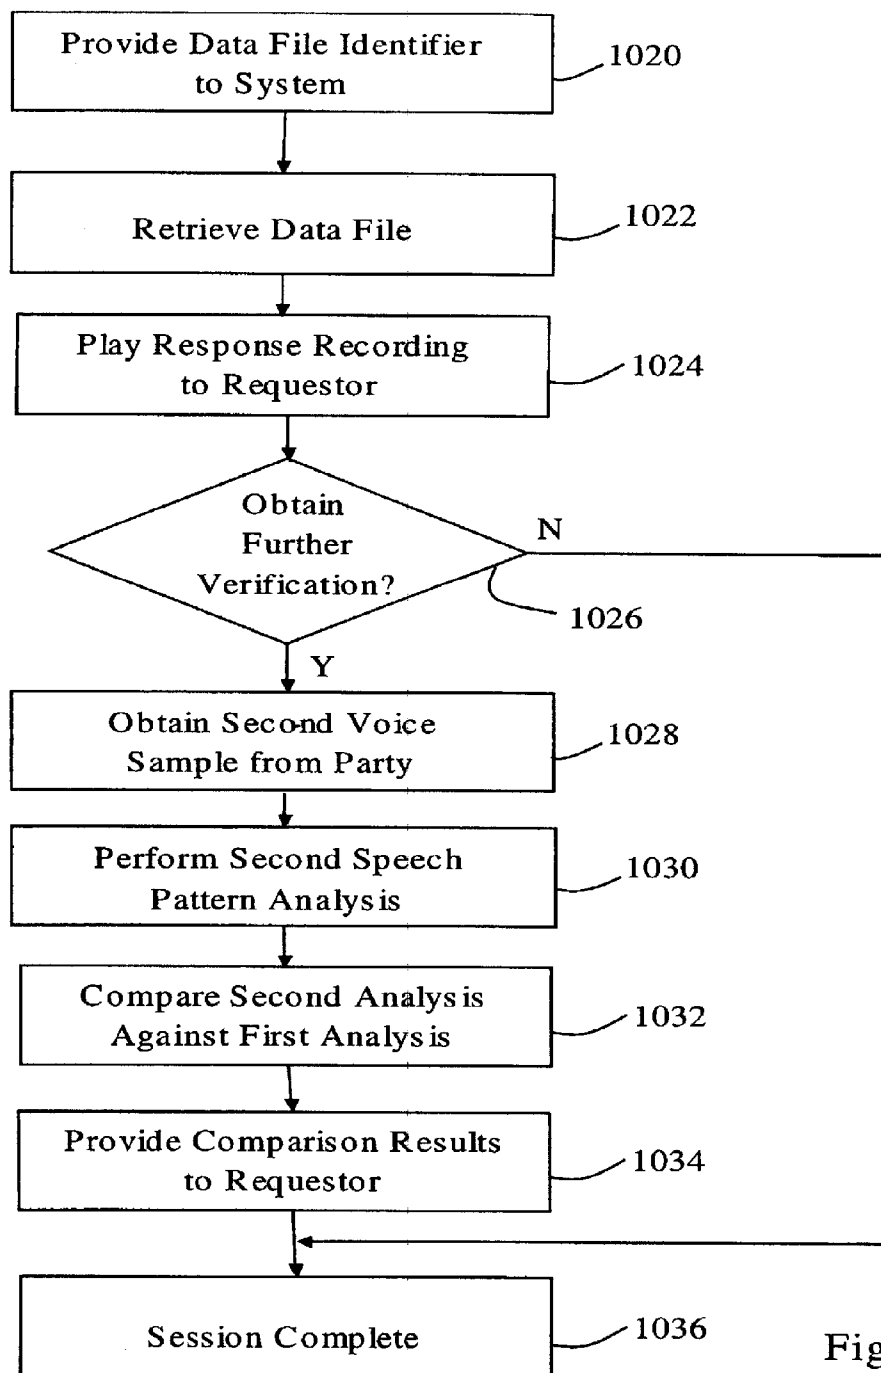 Provide Data File Identifier
to System
1020
Retrieve Data File
1022
Play Response Recording
to Requestor
1024
Obtain
Further
Verification?
N
1026
Y
Obtain Second Voice
Sample from Party
1028
Perform Second Speech
Pattern Analysis
1030
Compare Second Analysis
Against First Analysis
1032
Provide Comparison Results
to Requestor
1034
Session Complete
1036
Fig